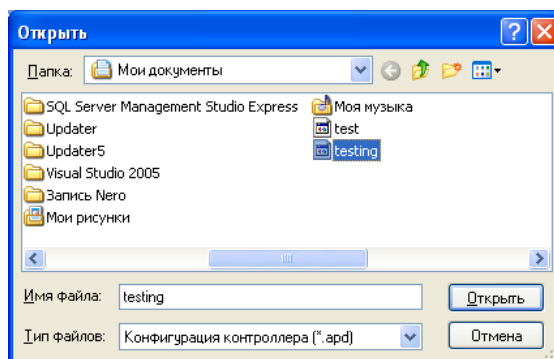 Открыть
Папка: Мои документы
SQL Server Management Studio Express
Updater
Updater5
Visual Studio 2005
Запись Nero
Мои рисунки
Моя музыка
test
testing
Имя файла: testing Открыть
Тип файлов: Конфигурация контроллера (*.apd) Отмена